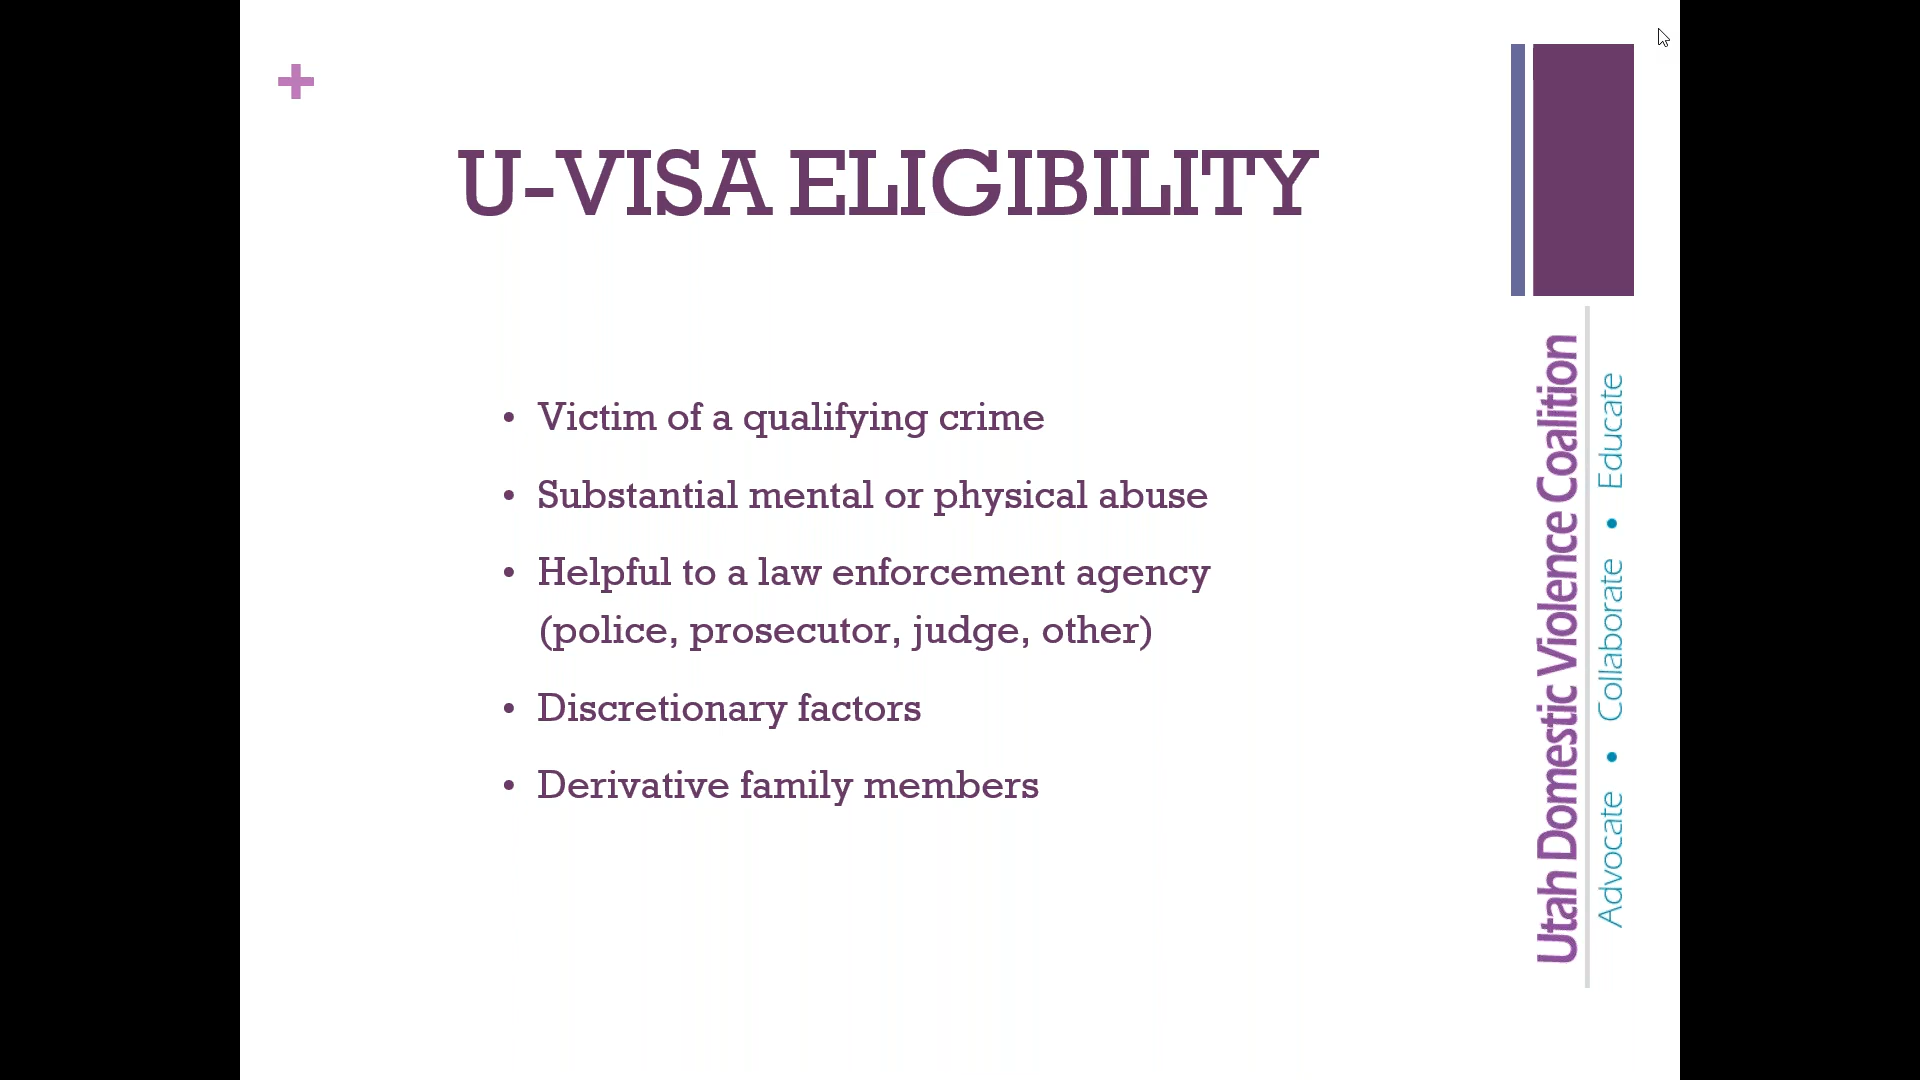 U-VISA ELIGIBILITY
• Victim of a qualifying crime
• Substantial mental or physical abuse
• Helpful to a law enforcement agency
(police, prosecutor, judge, other)
• Discretionary factors
• Derivative family members
Utah Domestic Violence Coalition
Advocate • Collaborate • Educate